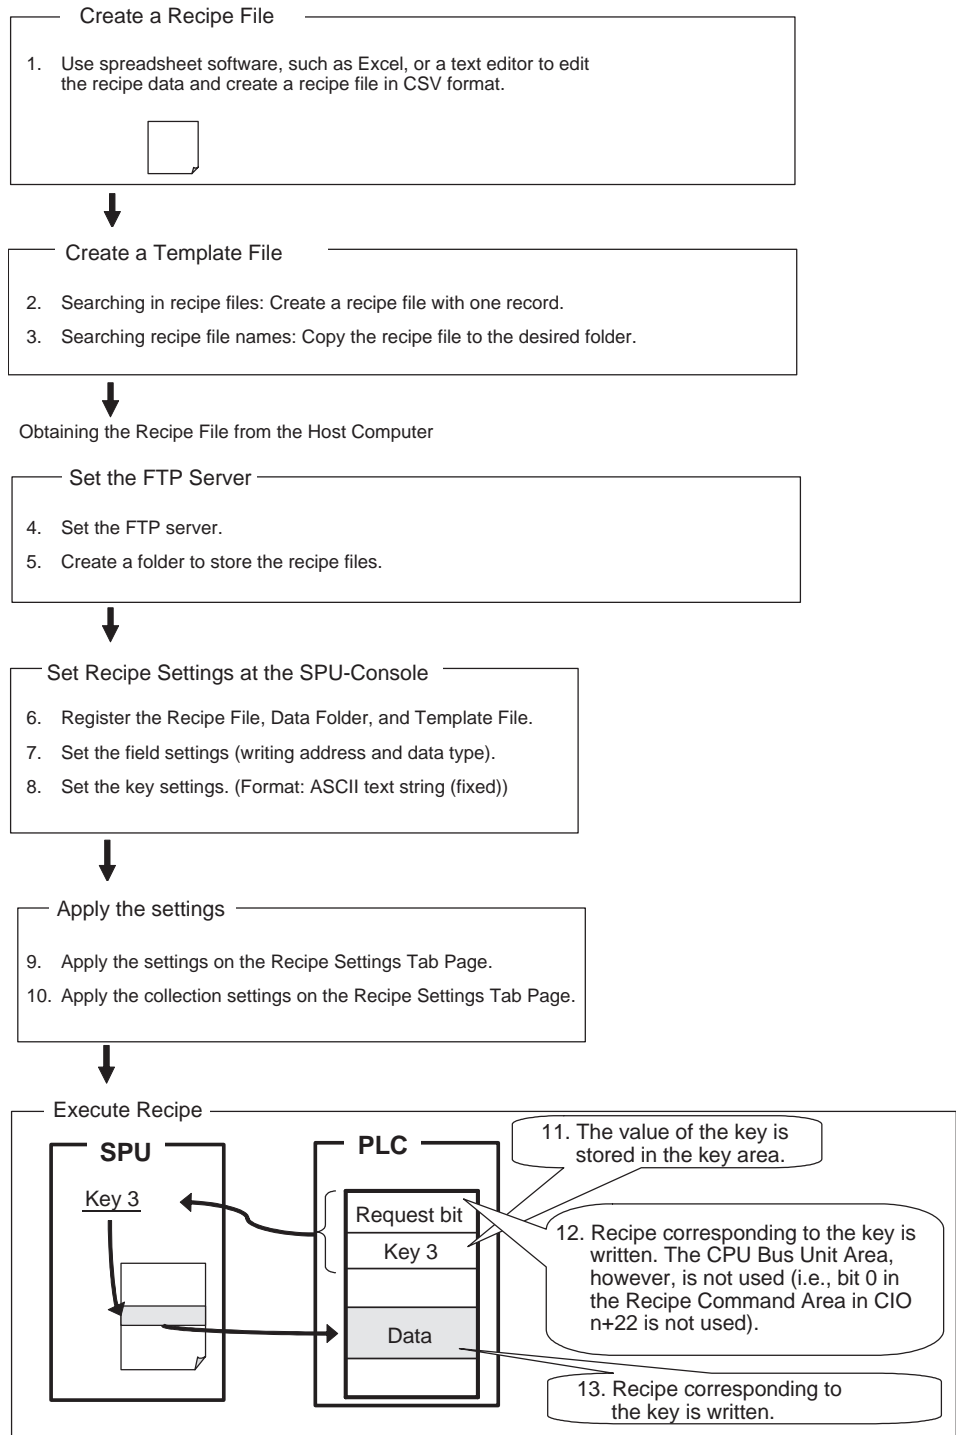 Create a Recipe File
1. Use spreadsheet software, such as Excel, or a text editor to edit
the recipe data and create a recipe file in CSV format.
Create a Template File
2. Searching in recipe files: Create a recipe file with one record.
3. Searching recipe file names: Copy the recipe file to the desired folder.
Obtaining the Recipe File from the Host Computer
Set the FTP Server
4. Set the FTP server.
5. Create a folder to store the recipe files.
Set Recipe Settings at the SPU-Console
6. Register the Recipe File, Data Folder, and Template File.
7. Set the field settings (writing address and data type).
8. Set the key settings. (Format: ASCII text string (fixed))
Apply the settings
9. Apply the settings on the Recipe Settings Tab Page.
10. Apply the collection settings on the Recipe Settings Tab Page.
Execute Recipe
SPU
Key 3
PLC
Request bit
Key 3
Data
11. The value of the key is
stored in the key area.
12. Recipe corresponding to the key is
written. The CPU Bus Unit Area,
however, is not used (i.e., bit 0 in
the Recipe Command Area in CIO
n+22 is not used).
13. Recipe corresponding to
the key is written.